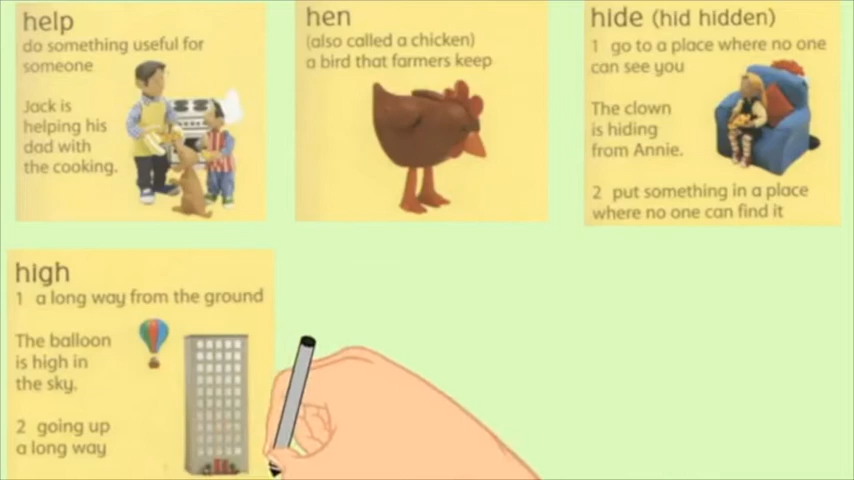 help
do something useful for
someone
Jack is
helping his
dad with
the cooking.
hen
(also called a chicken)
a bird that farmers keep
hide (hid hidden)
1 go to a place where no one
can see you
The clown
is hiding
from Annie.
2 put something in a place
where no one can find it
high
1 a long way from the ground
The balloon
is high in
the sky.
2 going up
a long way